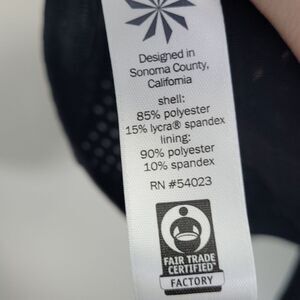 Designed in
Sonoma County,
California
shell:
85% polyester
15% lycra® spandex
lining:
90% polyester
10% spandex
RN #54023
FAIR TRADE
CERTIFIED™
FACTORY